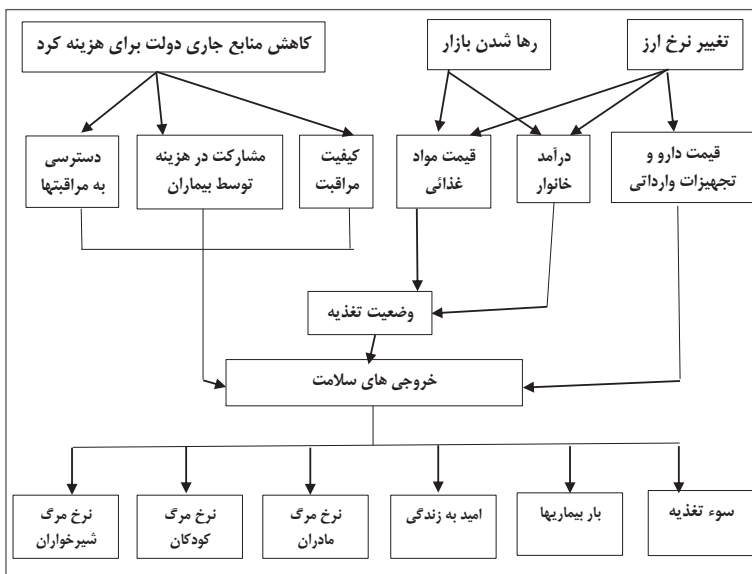 تغییر نرخ ارز
رها شدن بازار
کاهش منابع جاری دولت برای هزینه کرد
قیمت دارو و
تجهیزات وارداتی
درآمد
خانوار
قیمت مواد
غذائی
کیفیت
مراقبت
مشارکت در هزینه
توسط بیماران
دسترسی
به مراقبتها
وضعیت تغذیه
خروجی های سلامت
سوء تغذیه
بار بیماریها
امید به زندگی
نرخ مرگ
مادران
نرخ مرگ
کودکان
نرخ مرگ
شیرخواران